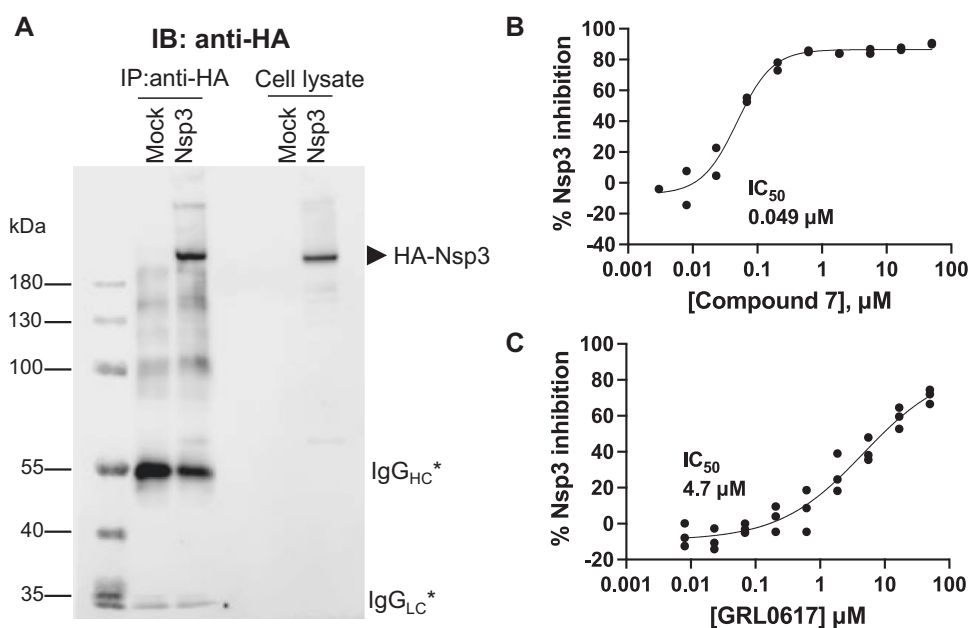 A
IB: anti-HA
IP:anti-HA
Cell lysate
Mock
Nsp3
Mock
Nsp3
kDa
180
130
100
55
40
35
HA-Nsp3
IgGHC*
IgGLC*
B
% Nsp3 inhibition
100
80
60
40
20
0
-20
-40
IC50
0.049 µM
0.001 0.01 0.1 1 10 100
[Compound 7], µM
C
% Nsp3 inhibition
100
80
60
40
20
0
-20
IC50
4.7 µM
0.001 0.01 0.1 1 10 100
[GRL0617] µM